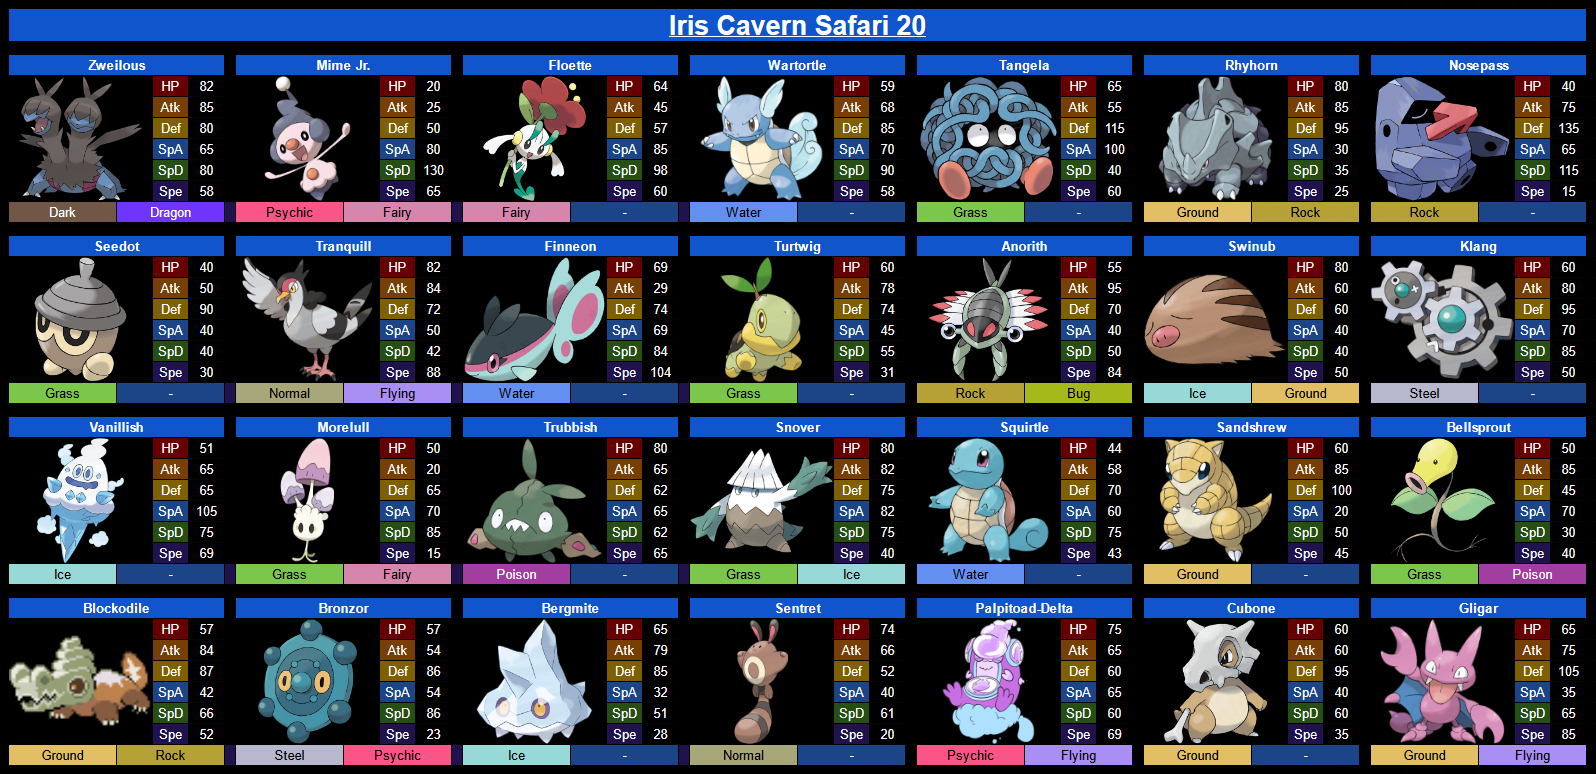 Iris Cavern Safari 20
Zweilous Mime Jr. Floette Wartortle Tangela Rhyhorn Nosepass
HP 82 HP 20 HP 64 HP 59 HP 65 HP 80 HP 40
Atk 85 Atk 25 Atk 45 Atk 68 Atk 55 Atk 85 Atk 75
Def 80 Def 50 Def 57 Def 85 Def 115 Def 95 Def 135
SpA 65 SpA 80 SpA 85 SpA 70 SpA 100 SpA 30 SpA 65
SpD 80 SpD 130 SpD 98 SpD 90 SpD 40 SpD 35 SpD 115
Spe 58 Spe 65 Spe 60 Spe 58 Spe 60 Spe 25 Spe 15
Dark Dragon Psychic Fairy Fairy - Water - Grass - Ground Rock Rock -
Seedot Tranquill Finneon Turtwig Anorith Swinub Klang
HP 40 HP 82 HP 69 HP 60 HP 55 HP 80 HP 60
Atk 50 Atk 84 Atk 29 Atk 78 Atk 95 Atk 60 Atk 80
Def 90 Def 72 Def 74 Def 74 Def 70 Def 60 Def 95
SpA 40 SpA 50 SpA 69 SpA 45 SpA 40 SpA 40 SpA 70
SpD 40 SpD 42 SpD 84 SpD 55 SpD 50 SpD 40 SpD 85
Spe 30 Spe 88 Spe 104 Spe 31 Spe 84 Spe 50 Spe 50
Grass - Normal Flying Water - Grass - Rock Bug Ice Ground Steel -
Vanillish Morelull Trubbish Snover Squirtle Sandshrew Bellsprout
HP 51 HP 50 HP 80 HP 80 HP 44 HP 60 HP 50
Atk 65 Atk 20 Atk 65 Atk 82 Atk 58 Atk 85 Atk 85
Def 65 Def 65 Def 62 Def 75 Def 70 Def 100 Def 45
SpA 105 SpA 70 SpA 65 SpA 82 SpA 60 SpA 20 SpA 70
SpD 75 SpD 85 SpD 62 SpD 75 SpD 75 SpD 50 SpD 30
Spe 69 Spe 15 Spe 65 Spe 40 Spe 43 Spe 45 Spe 40
Ice - Grass Fairy Poison - Grass Ice Water - Ground - Grass Poison
Blockodile Bronzor Bergmite Sentret Palpitoad-Delta Cubone Gligar
HP 57 HP 57 HP 65 HP 74 HP 75 HP 60 HP 65
Atk 84 Atk 54 Atk 79 Atk 66 Atk 65 Atk 60 Atk 75
Def 87 Def 86 Def 85 Def 52 Def 60 Def 95 Def 105
SpA 42 SpA 54 SpA 32 SpA 40 SpA 65 SpA 40 SpA 35
SpD 66 SpD 86 SpD 51 SpD 61 SpD 60 SpD 60 SpD 65
Spe 52 Spe 23 Spe 28 Spe 20 Spe 69 Spe 35 Spe 85
Ground Rock Steel Psychic Ice - Normal - Psychic Flying Ground - Ground Flying